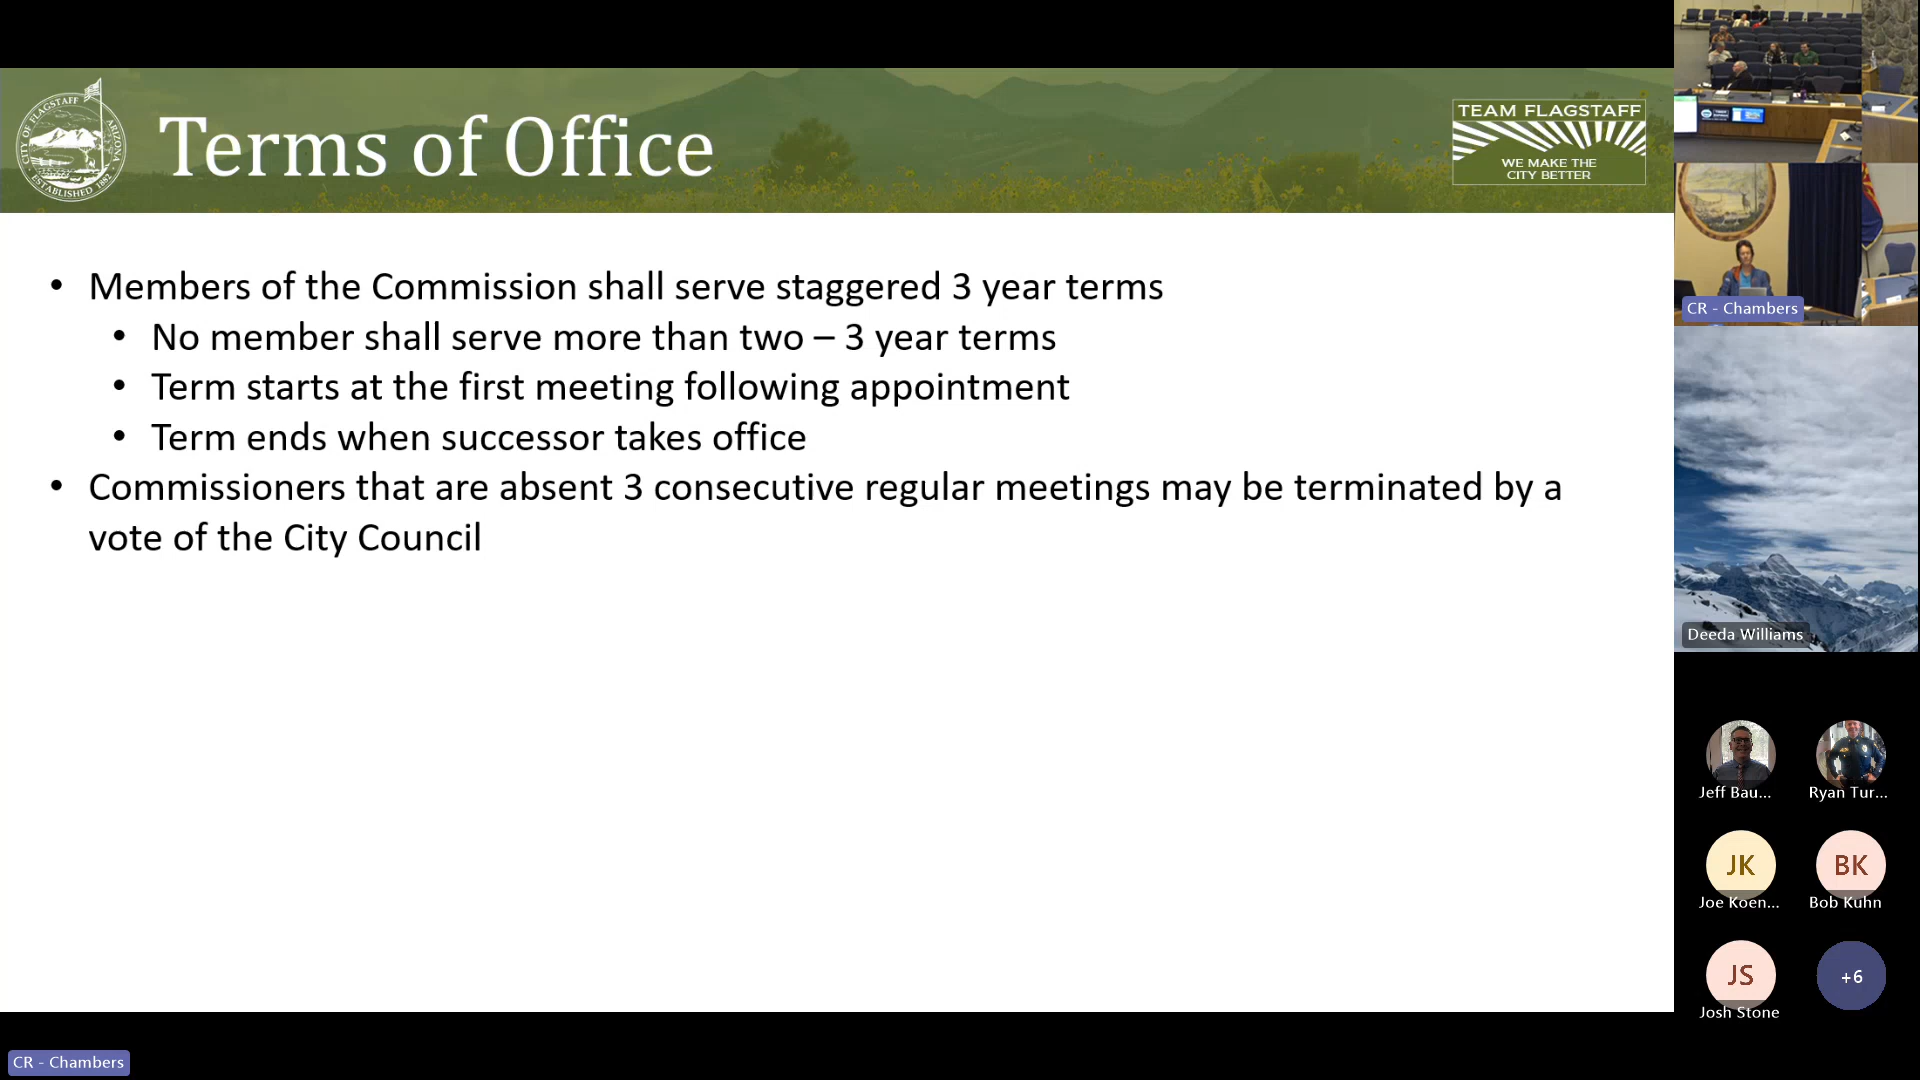 CITY OF FLAGSTAFF
ARIZONA
ESTABLISHED 1882
Terms of Office
TEAM FLAGSTAFF
WE MAKE THE
CITY BETTER
• Members of the Commission shall serve staggered 3 year terms
• No member shall serve more than two – 3 year terms
• Term starts at the first meeting following appointment
• Term ends when successor takes office
• Commissioners that are absent 3 consecutive regular meetings may be terminated by a
vote of the City Council
CR - Chambers
Deeda Williams
Jeff Bau...
Ryan Tur...
JK
BK
Joe Koen...
Bob Kuhn
JS
+6
Josh Stone
CR - Chambers